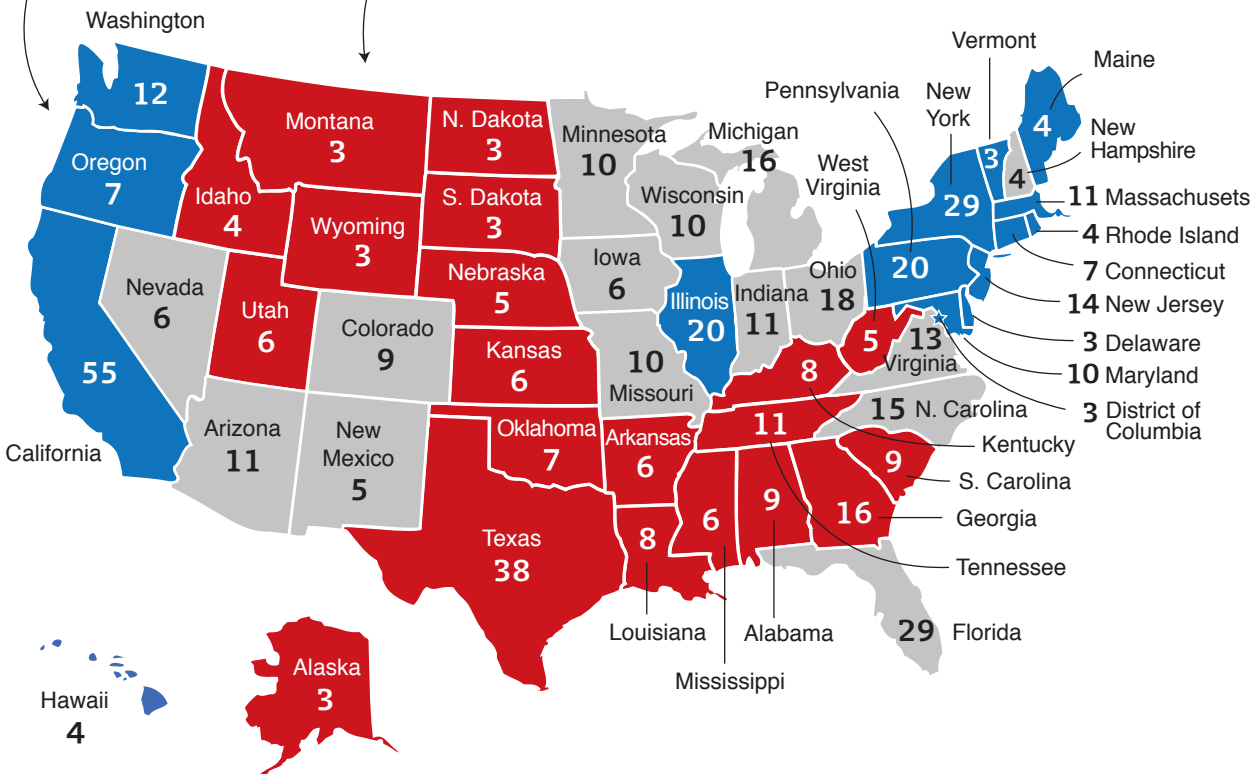 Washington
12
Oregon
7
California
55
Idaho
4
Nevada
6
Montana
3
Wyoming
3
Utah
6
Colorado
9
Arizona
11
New
Mexico
5
N. Dakota
3
S. Dakota
3
Nebraska
5
Kansas
6
Oklahoma
7
Texas
38
Minnesota
10
Iowa
6
10
Missouri
Arkansas
6
8
Louisiana
Wisconsin
10
Illinois
20
Michigan
16
Indiana
11
Ohio
18
8
Kentucky
11
Tennessee
6
Mississippi
9
Alabama
16
Georgia
9
S. Carolina
15 N. Carolina
29 Florida
West
Virginia
5
13
Virginia
Pennsylvania
20
New
York
29
Vermont
3
Maine
4
New
Hampshire
4
11 Massachusets
4 Rhode Island
7 Connecticut
14 New Jersey
3 Delaware
10 Maryland
3 District of
Columbia
Hawaii
4
Alaska
3